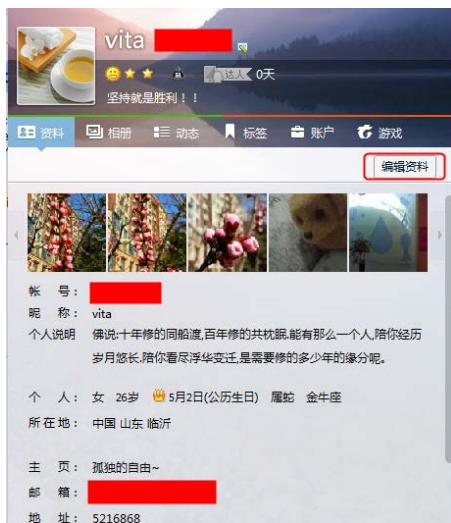 vita
达人 0天
坚持就是胜利！！
资料 相册 动态 标签 账户 游戏
编辑资料
帐 号：
昵 称： vita
个人说明 佛说:十年修的同船渡,百年修的共枕眠.能有那么一个人,陪你经历
岁月悠长.陪你看尽浮华变迁,是需要修的多少年的缘分呢。
个 人： 女 26岁 5月2日(公历生日) 属蛇 金牛座
所在地： 中国 山东 临沂
主 页： 孤独的自由~
邮 箱：
地 址： 5216868